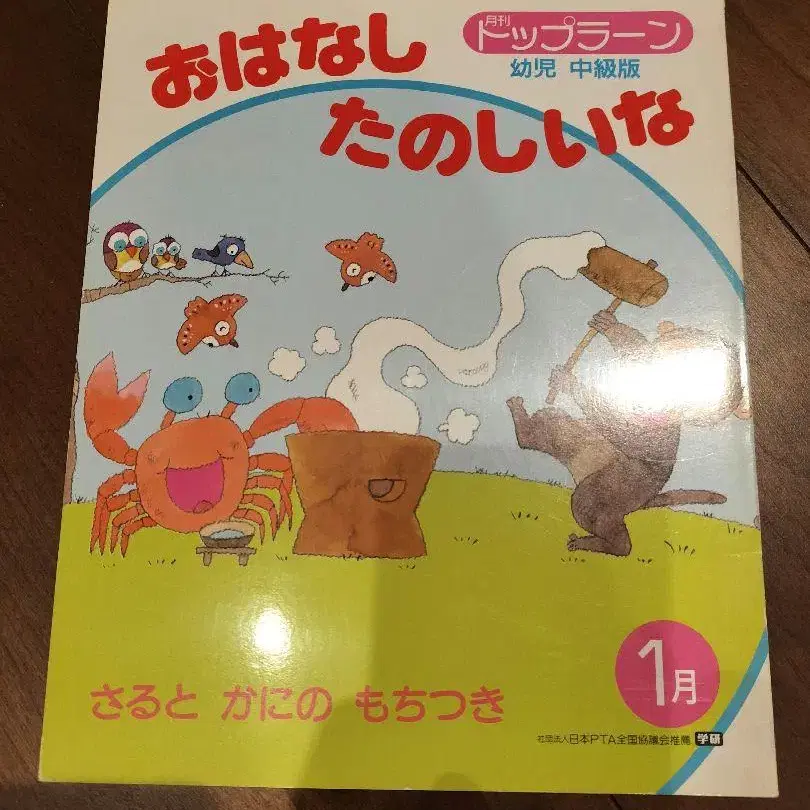 おはなし
たのしいな
月刊
トップラーン
幼児 中級版
さると かにの もちつき
1月
社団法人日本PTA全国協議会推薦 学研